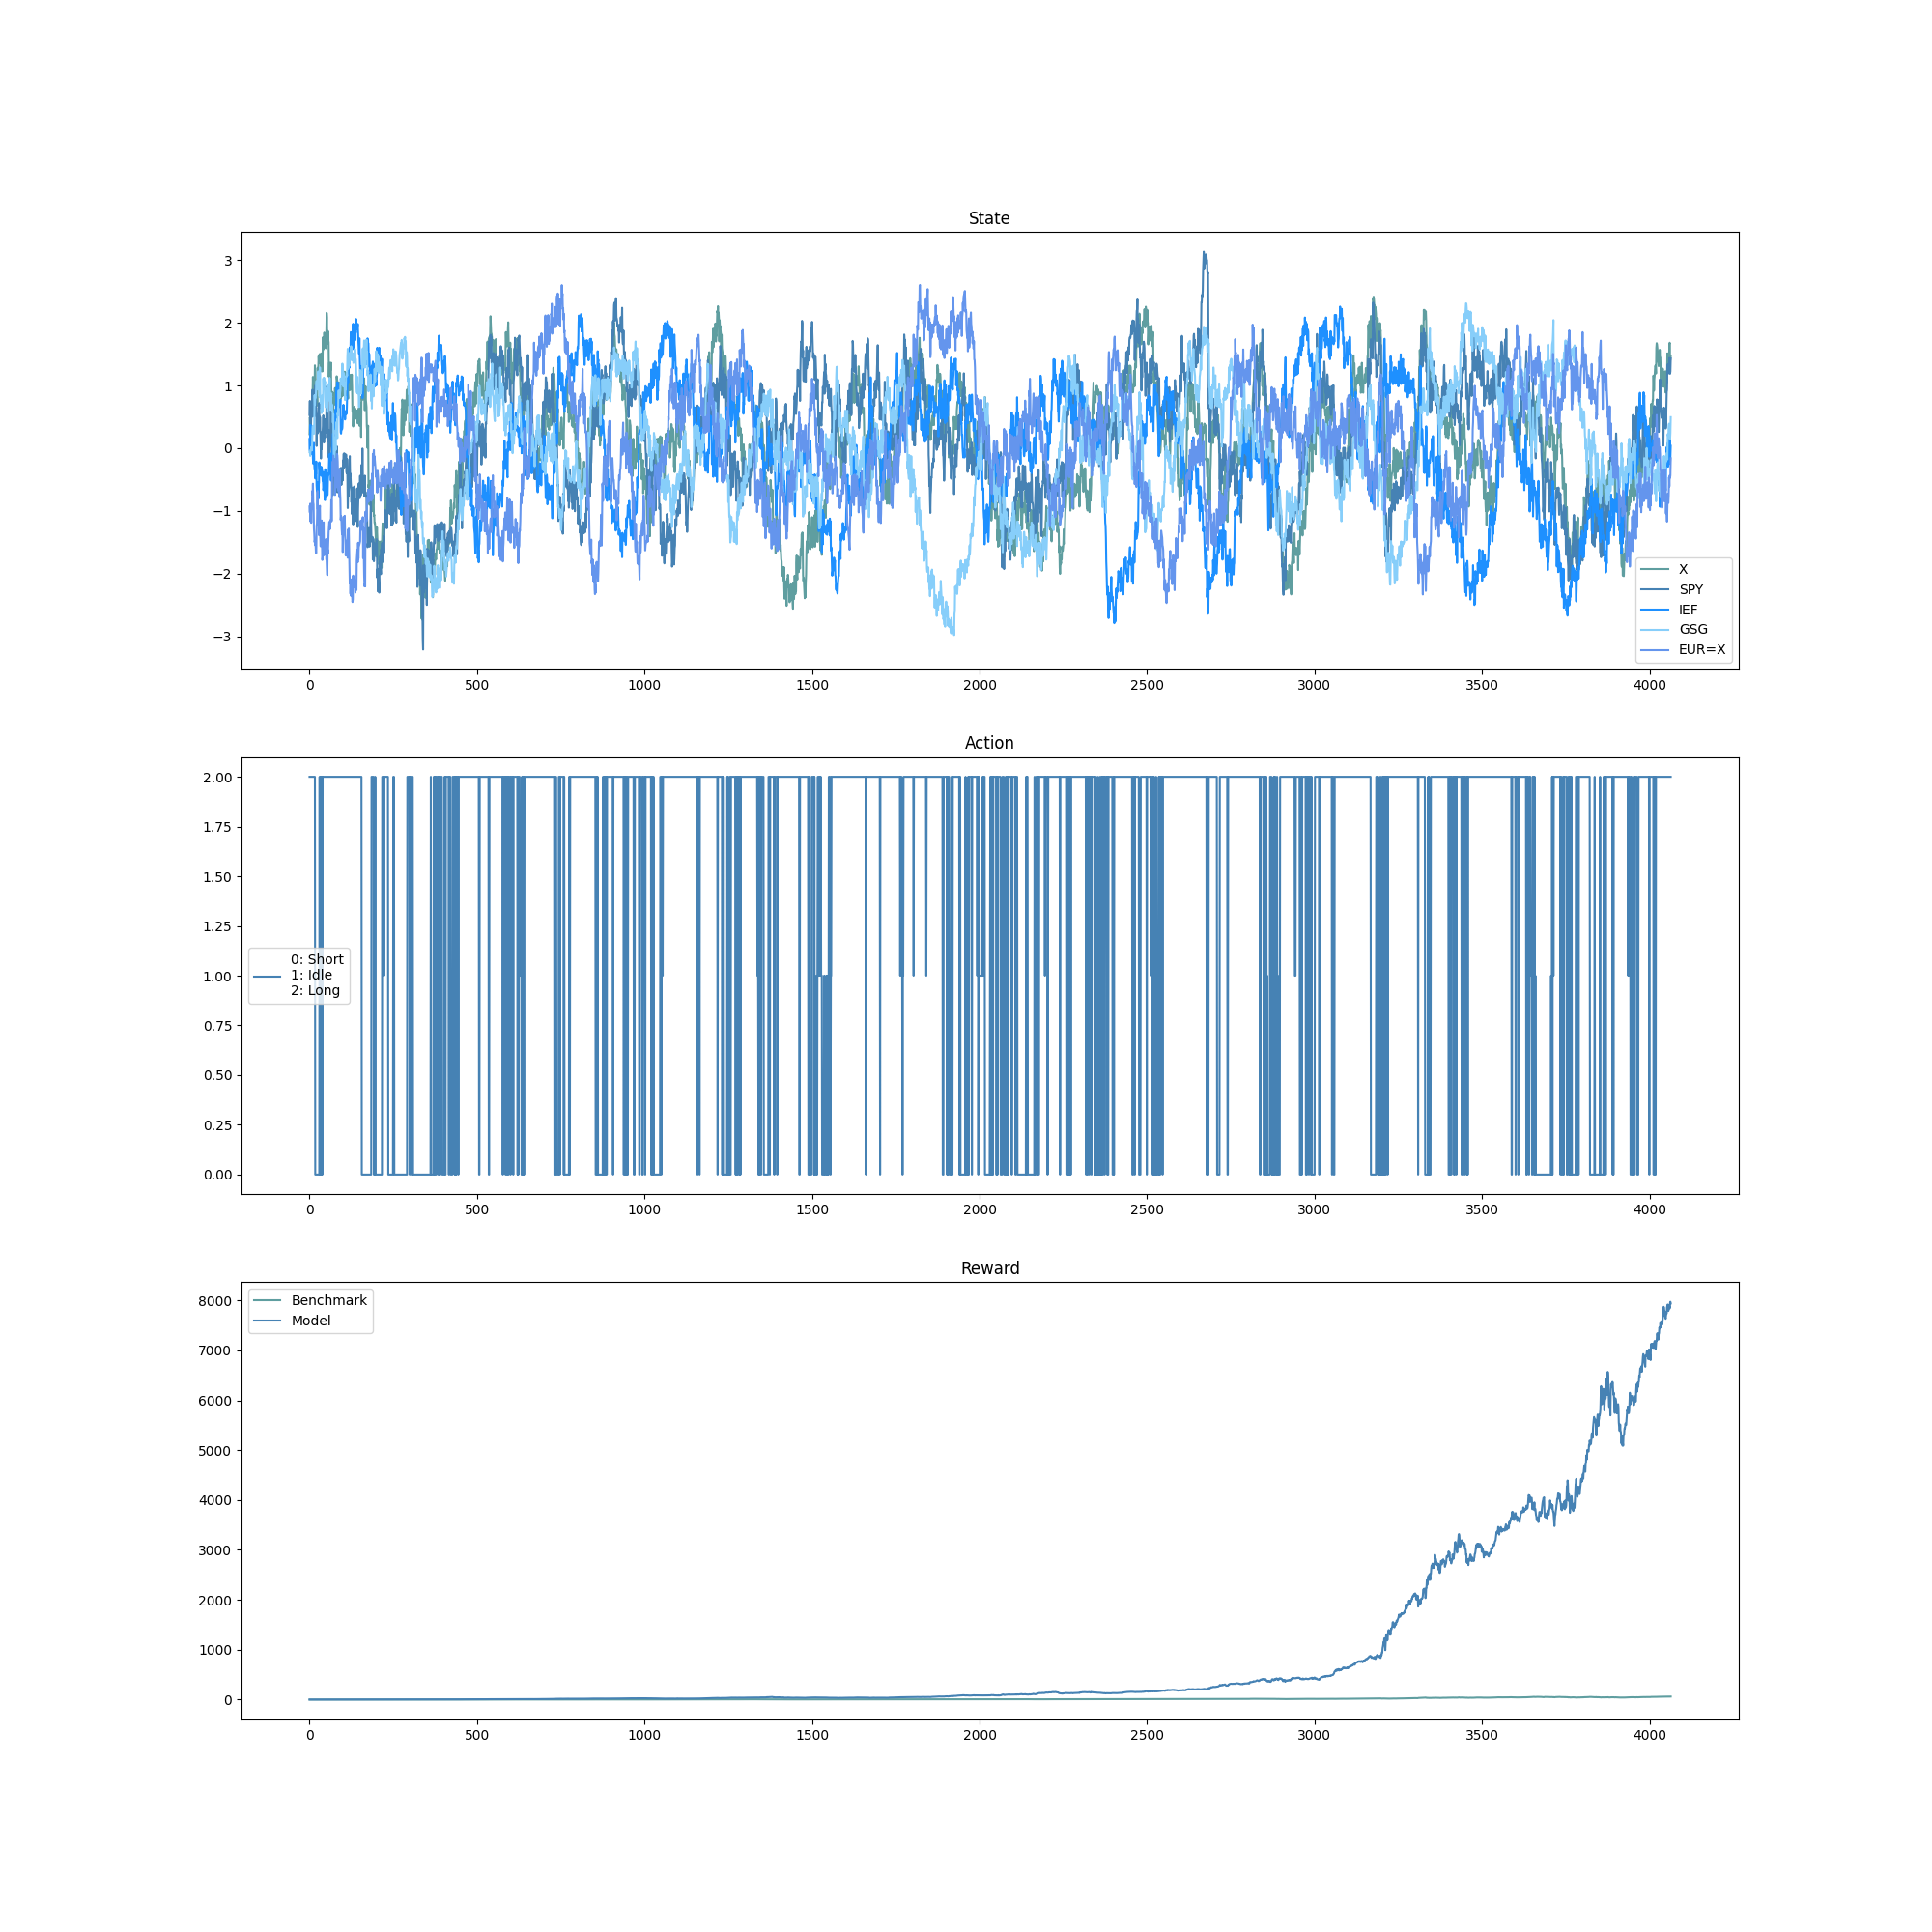 State
3
2
1
0
−1
−2
−3
X
SPY
IEF
GSG
EUR=X
0 500 1000 1500 2000 2500 3000 3500 4000
Action
2.00
1.75
1.50
1.25
1.00
0.75
0.50
0.25
0.00
0: Short
1: Idle
2: Long
0 500 1000 1500 2000 2500 3000 3500 4000
Reward
Benchmark
Model
8000
7000
6000
5000
4000
3000
2000
1000
0
0 500 1000 1500 2000 2500 3000 3500 4000